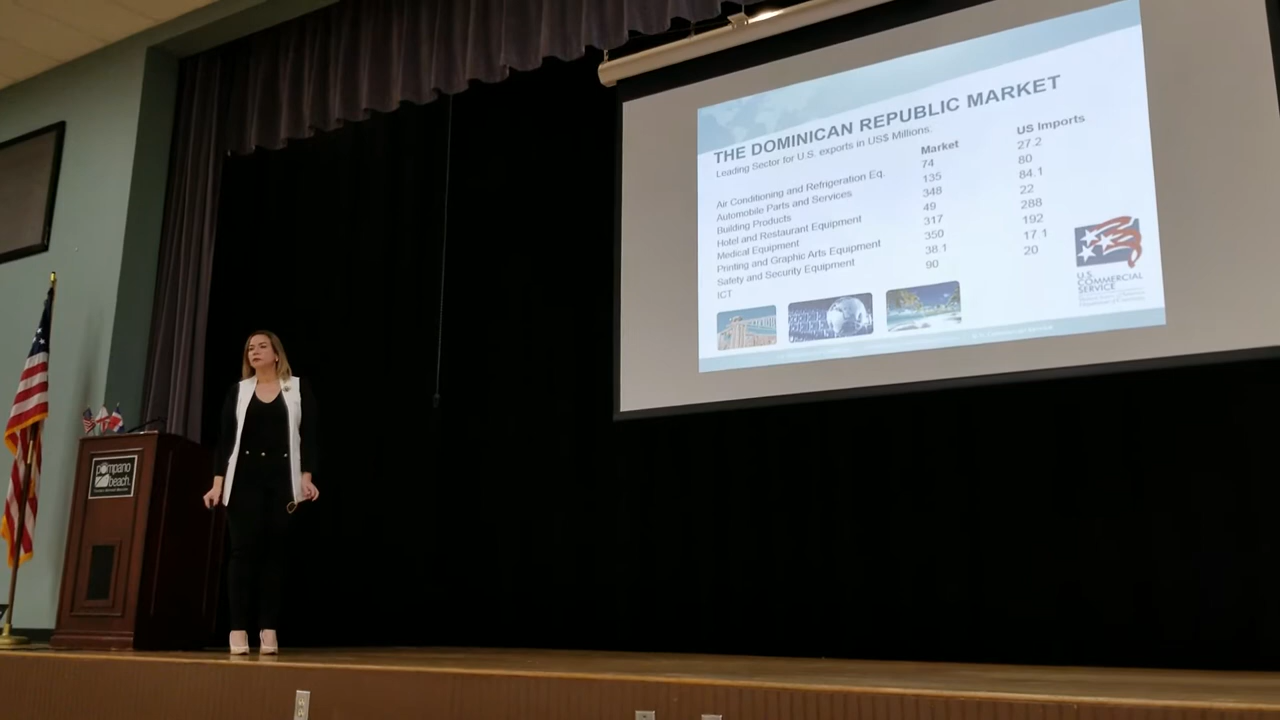 THE DOMINICAN REPUBLIC MARKET
Leading Sector for U.S. exports in US$ Millions:
Market US Imports
Air Conditioning and Refrigeration Eq. 74 27.2
Automobile Parts and Services 135 80
Building Products 348 84.1
Hotel and Restaurant Equipment 49 22
Medical Equipment 317 288
Printing and Graphic Arts Equipment 350 192
Safety and Security Equipment 38.1 17.1
ICT 90 20
U.S.
COMMERCIAL
SERVICE
pompano
beach.